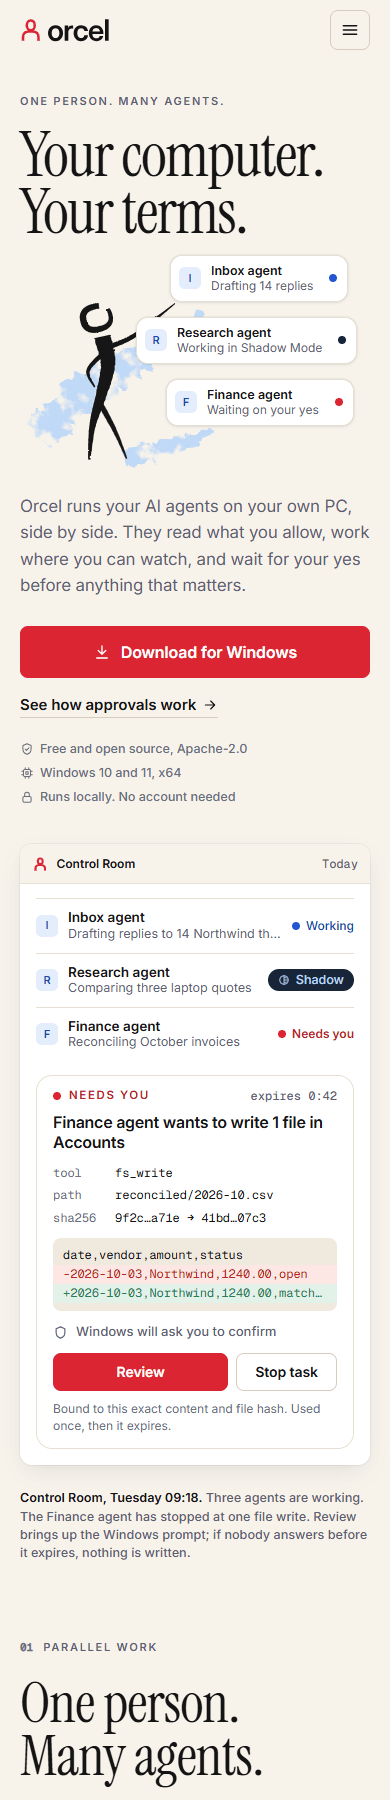 orcel
ONE PERSON. MANY AGENTS.
Your computer.
Your terms.
I
Inbox agent
Drafting 14 replies
R
Research agent
Working in Shadow Mode
F
Finance agent
Waiting on your yes
Orcel runs your AI agents on your own PC,
side by side. They read what you allow, work
where you can watch, and wait for your yes
before anything that matters.
Download for Windows
See how approvals work →
Free and open source, Apache-2.0
Windows 10 and 11, x64
Runs locally. No account needed
Control Room
Today
I
Inbox agent
Drafting replies to 14 Northwind th...
Working
R
Research agent
Comparing three laptop quotes
Shadow
F
Finance agent
Reconciling October invoices
Needs you
NEEDS YOU
expires 0:42
Finance agent wants to write 1 file in
Accounts
tool fs_write
path reconciled/2026-10.csv
sha256 9f2c…a71e → 41bd…07c3
date,vendor,amount,status
-2026-10-03,Northwind,1240.00,open
+2026-10-03,Northwind,1240.00,match…
Windows will ask you to confirm
Review
Stop task
Bound to this exact content and file hash. Used
once, then it expires.
Control Room, Tuesday 09:18. Three agents are working.
The Finance agent has stopped at one file write. Review
brings up the Windows prompt; if nobody answers before
it expires, nothing is written.
01 PARALLEL WORK
One person.
Many agents.